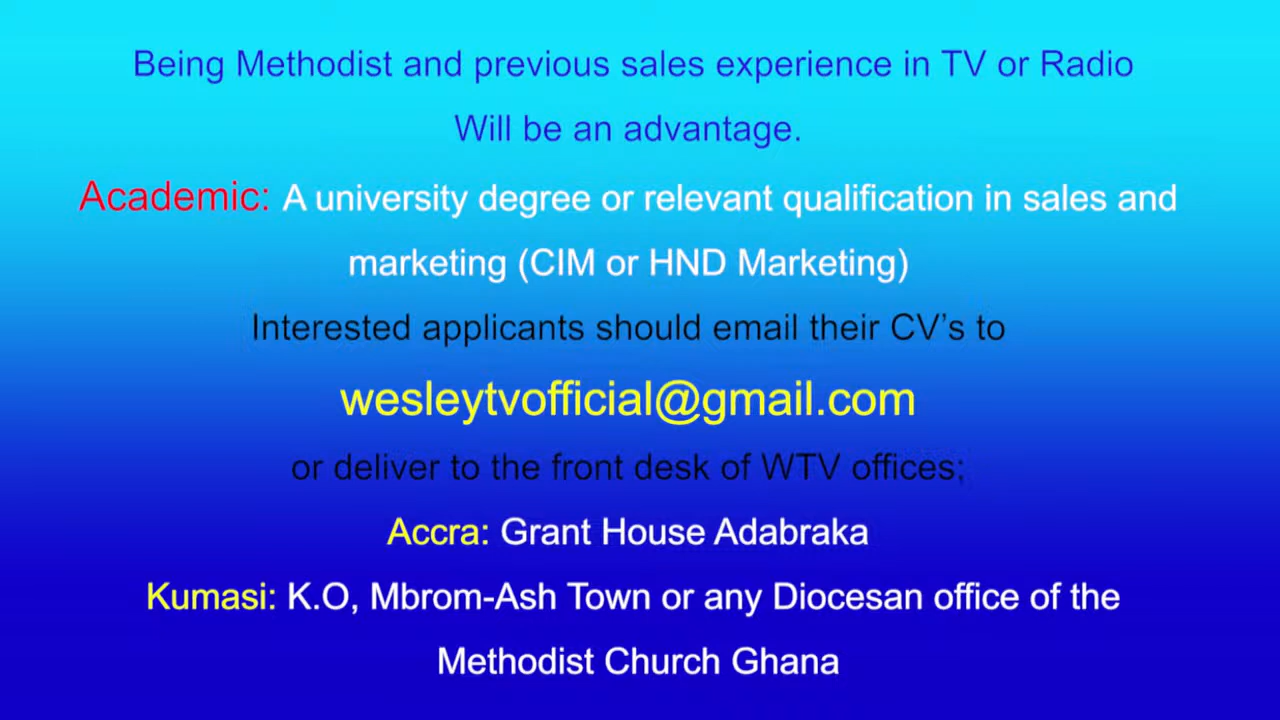 Being Methodist and previous sales experience in TV or Radio
Will be an advantage.
Academic: A university degree or relevant qualification in sales and
marketing (CIM or HND Marketing)
Interested applicants should email their CV’s to
wesleytvofficial@gmail.com
or deliver to the front desk of WTV offices;
Accra: Grant House Adabraka
Kumasi: K.O, Mbrom-Ash Town or any Diocesan office of the
Methodist Church Ghana